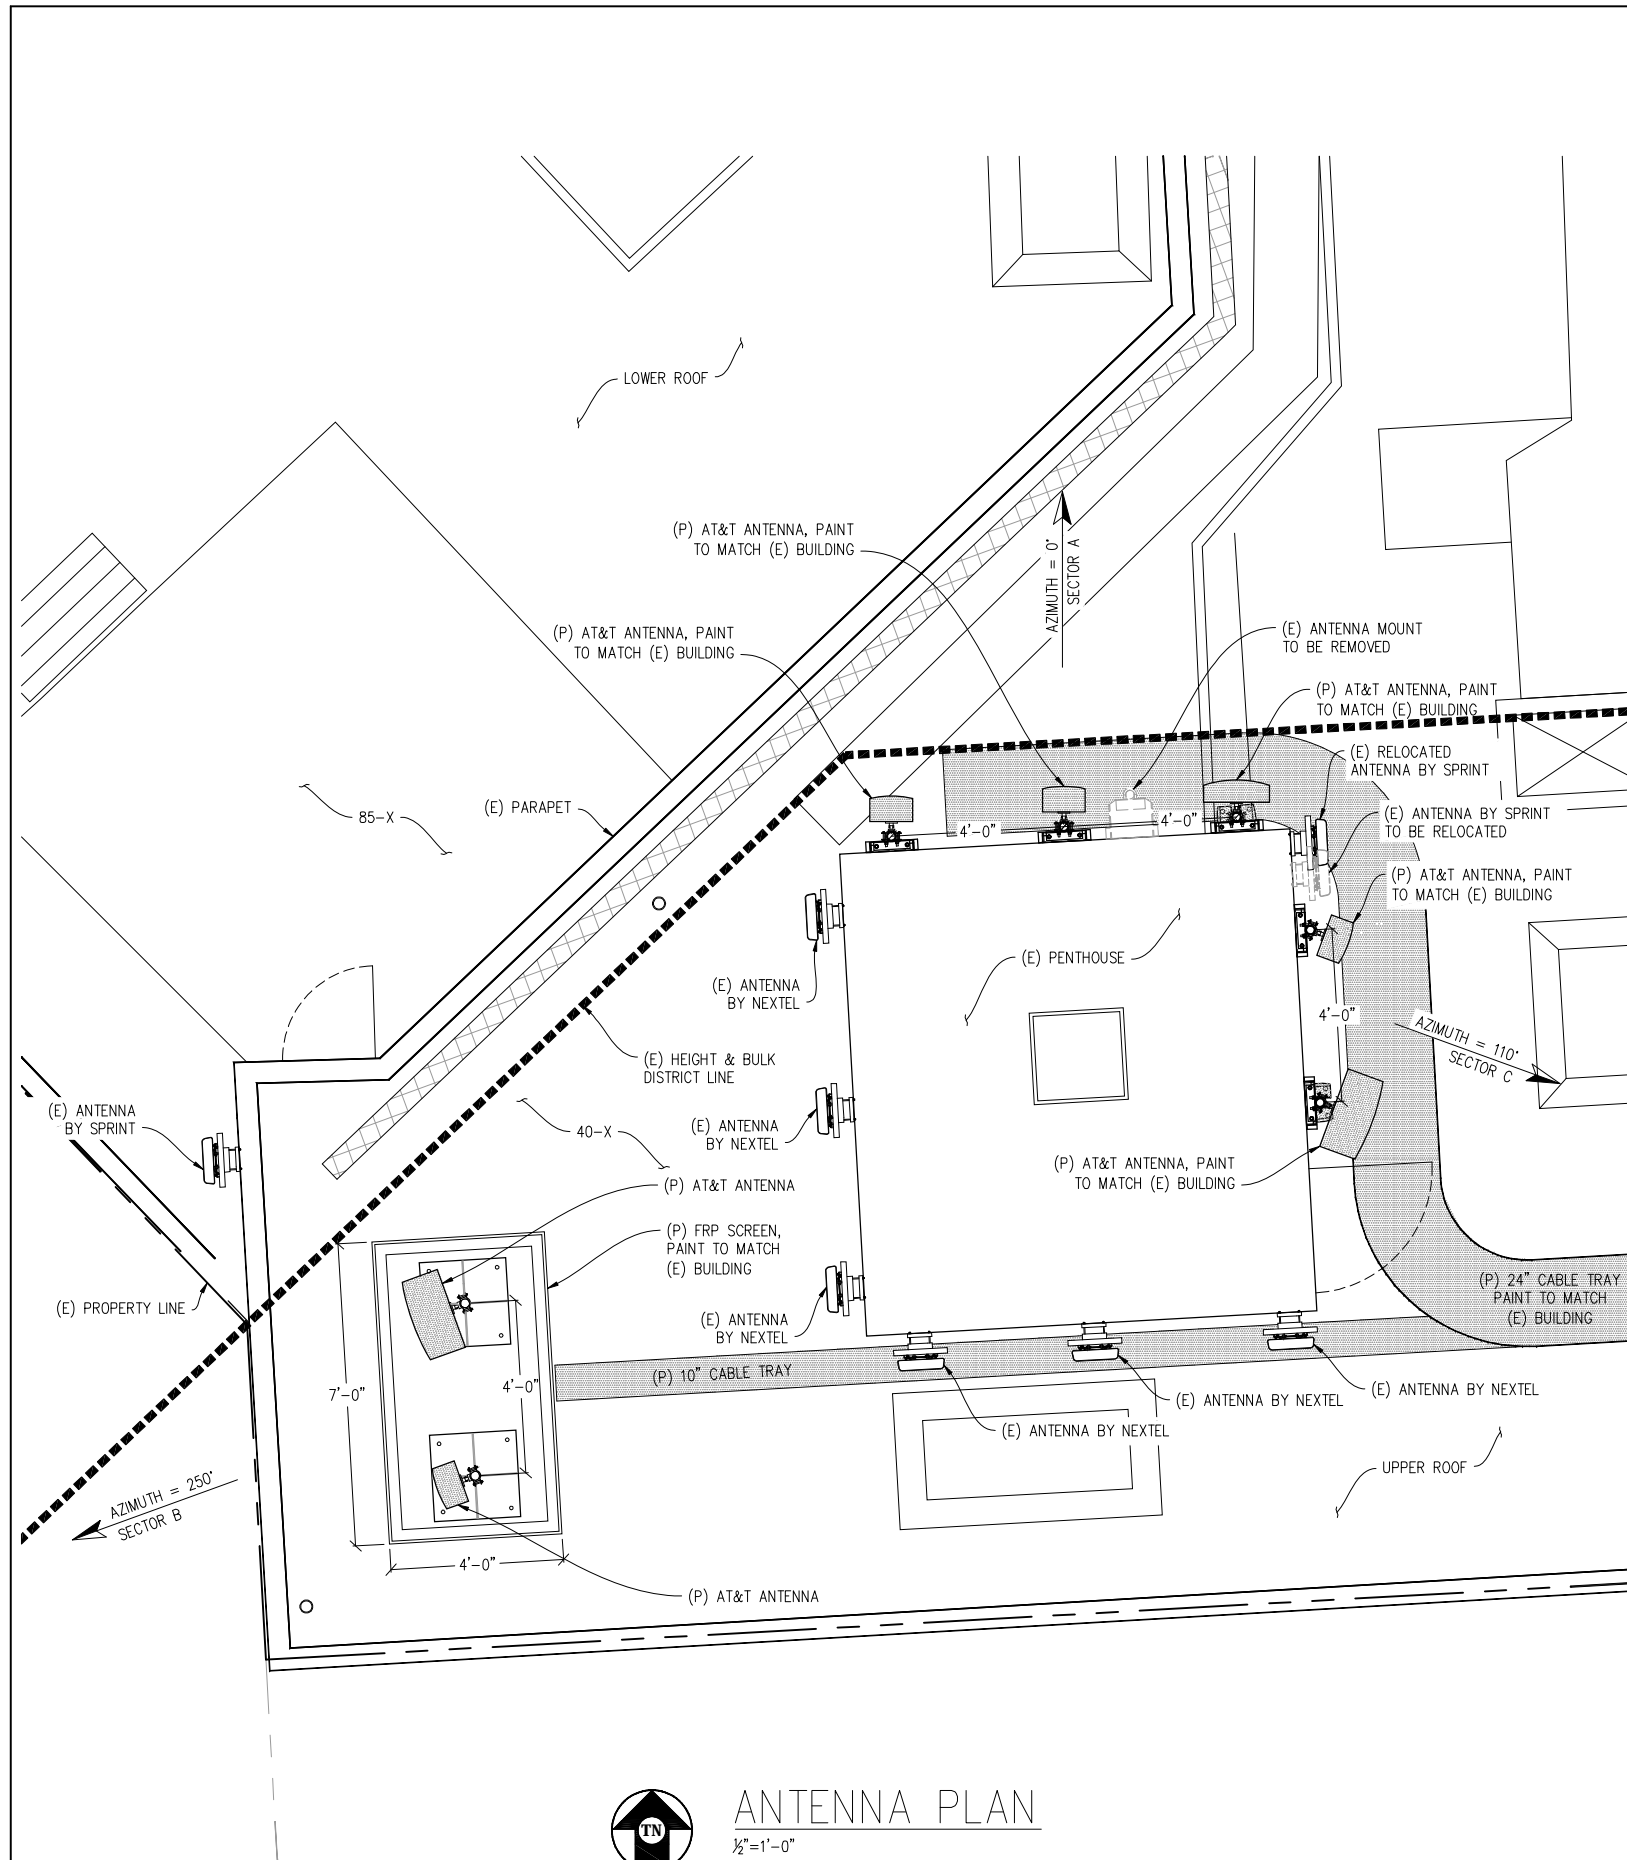 LOWER ROOF
(P) AT&T ANTENNA, PAINT
TO MATCH (E) BUILDING
AZIMUTH = 0°
SECTOR A
(P) AT&T ANTENNA, PAINT
TO MATCH (E) BUILDING
(E) ANTENNA MOUNT
TO BE REMOVED
(P) AT&T ANTENNA, PAINT
TO MATCH (E) BUILDING
(E) RELOCATED
ANTENNA BY SPRINT
85-X
(E) PARAPET
4'-0"
4'-0"
(E) ANTENNA BY SPRINT
TO BE RELOCATED
(P) AT&T ANTENNA, PAINT
TO MATCH (E) BUILDING
(E) PENTHOUSE
(E) ANTENNA
BY NEXTEL
4'-0"
AZIMUTH = 110°
SECTOR C
(E) HEIGHT & BULK
DISTRICT LINE
(E) ANTENNA
BY SPRINT
40-X
(E) ANTENNA
BY NEXTEL
(P) AT&T ANTENNA, PAINT
TO MATCH (E) BUILDING
(P) AT&T ANTENNA
(P) FRP SCREEN,
PAINT TO MATCH
(E) BUILDING
(E) PROPERTY LINE
(E) ANTENNA
BY NEXTEL
(P) 24" CABLE TRAY
PAINT TO MATCH
(E) BUILDING
(P) 10" CABLE TRAY
7'-0"
4'-0"
(E) ANTENNA BY NEXTEL
(E) ANTENNA BY NEXTEL
(E) ANTENNA BY NEXTEL
UPPER ROOF
AZIMUTH = 250°
SECTOR B
4'-0"
(P) AT&T ANTENNA
TN
ANTENNA PLAN
½"=1'-0"